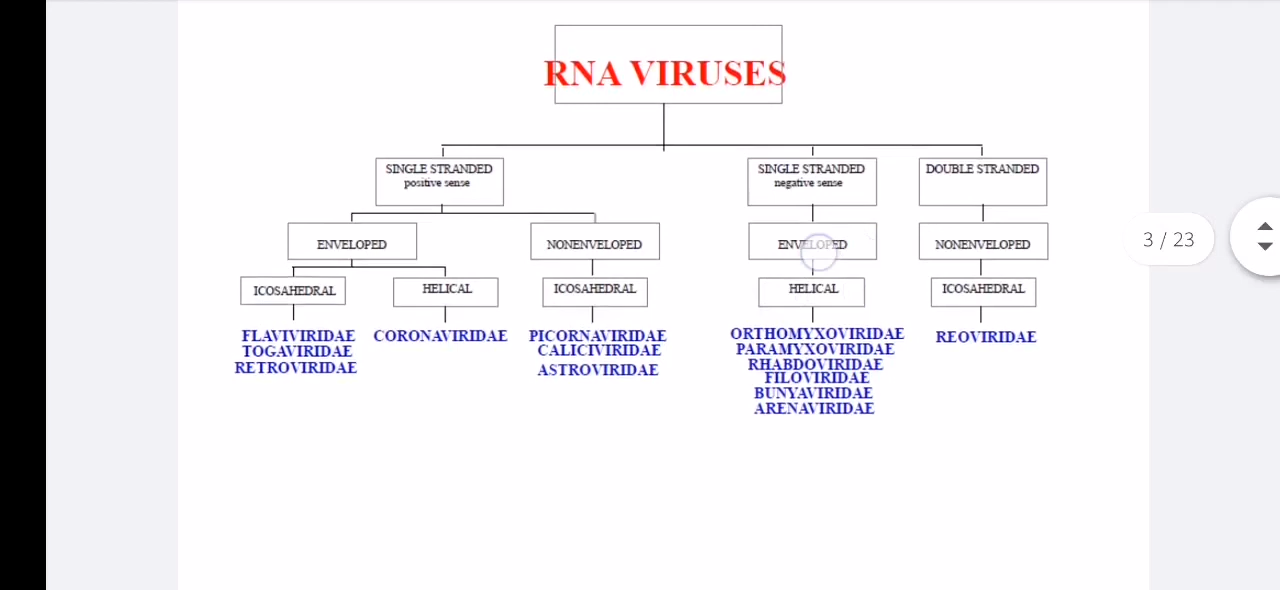 RNA VIRUSES
SINGLE STRANDED
positive sense
SINGLE STRANDED
negative sense
DOUBLE STRANDED
ENVELOPED
NONENVELOPED
ENVELOPED
NONENVELOPED
ICOSAHEDRAL
HELICAL
ICOSAHEDRAL
HELICAL
ICOSAHEDRAL
FLAVIVIRIDAE
TOGAVIRIDAE
RETROVIRIDAE
CORONAVIRIDAE
PICORNAVIRIDAE
CALICIVIRIDAE
ASTROVIRIDAE
ORTHOMYXOVIRIDAE
PARAMYXOVIRIDAE
RHABDOVIRIDAE
FILOVIRIDAE
BUNYAVIRIDAE
ARENAVIRIDAE
REOVIRIDAE
3 / 23